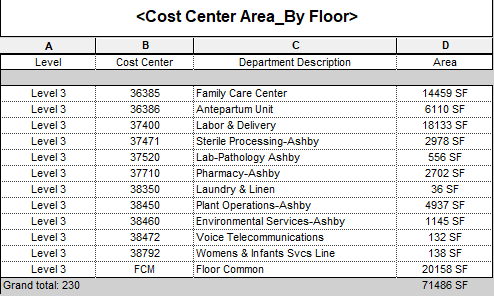 <Cost Center Area_By Floor>
A B C D
Level Cost Center Department Description Area
Level 3 36385 Family Care Center 14459 SF
Level 3 36386 Antepartum Unit 6110 SF
Level 3 37400 Labor & Delivery 18133 SF
Level 3 37471 Sterile Processing-Ashby 2978 SF
Level 3 37520 Lab-Pathology Ashby 556 SF
Level 3 37710 Pharmacy-Ashby 2702 SF
Level 3 38350 Laundry & Linen 36 SF
Level 3 38450 Plant Operations-Ashby 4937 SF
Level 3 38460 Environmental Services-Ashby 1145 SF
Level 3 38472 Voice Telecommunications 132 SF
Level 3 38792 Womens & Infants Svcs Line 138 SF
Level 3 FCM Floor Common 20158 SF
Grand total: 230 71486 SF